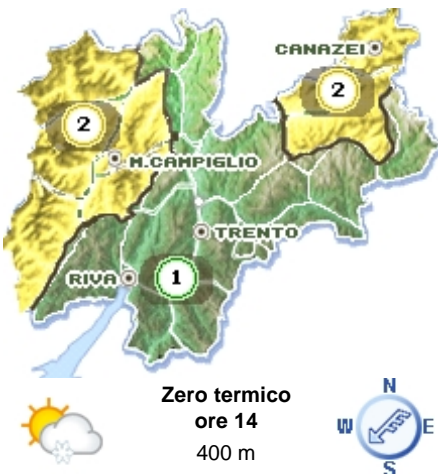 CANAZEI
2
2
M.CAMPIGLIO
TRENTO
RIVA
1
Zero termico
ore 14
400 m
N
W E
S